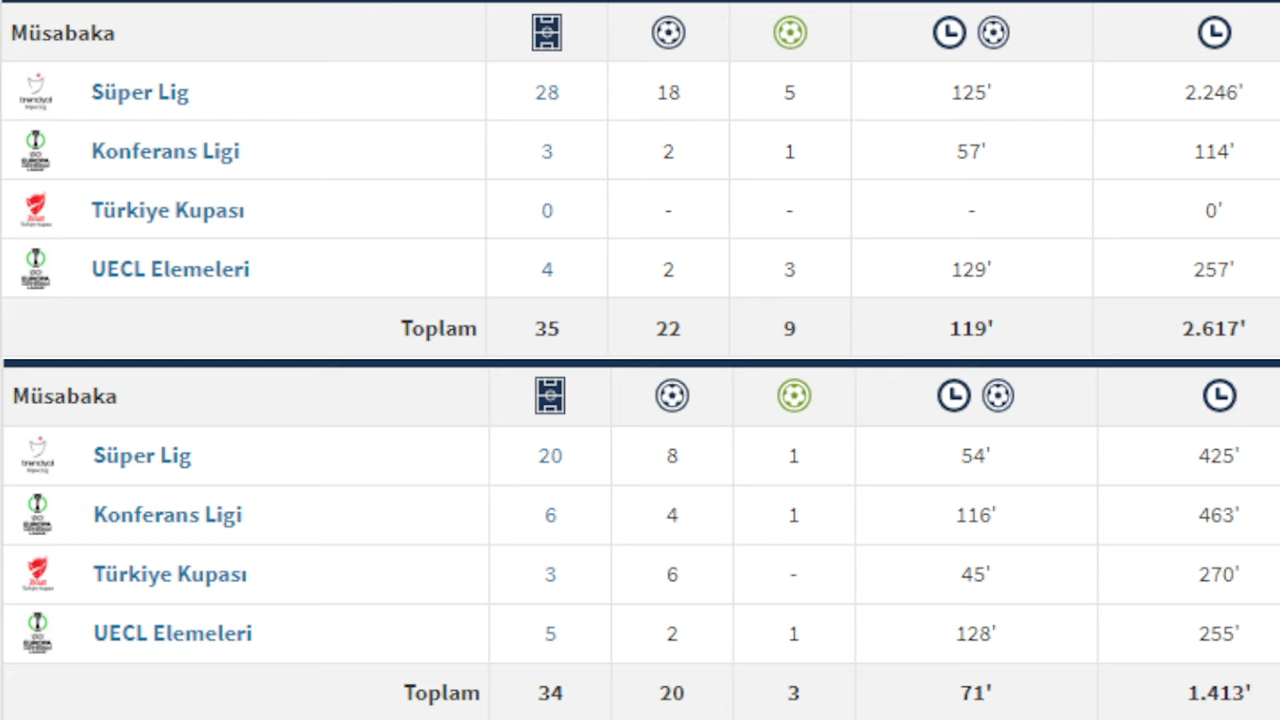 Müsabaka
trendyol
Süper Lig 28 18 5 125' 2.246'
Konferans Ligi 3 2 1 57' 114'
Türkiye Kupası 0 - - - 0'
UECL Elemeleri 4 2 3 129' 257'
Toplam 35 22 9 119' 2.617'
Müsabaka
trendyol
Süper Lig 20 8 1 54' 425'
Konferans Ligi 6 4 1 116' 463'
Türkiye Kupası 3 6 - 45' 270'
UECL Elemeleri 5 2 1 128' 255'
Toplam 34 20 3 71' 1.413'